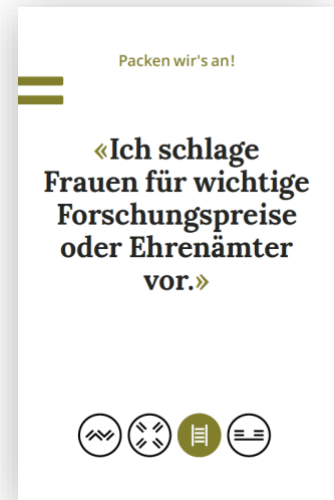 Packen wir's an!
«Ich schlage
Frauen für wichtige
Forschungspreise
oder Ehrenämter
vor.»